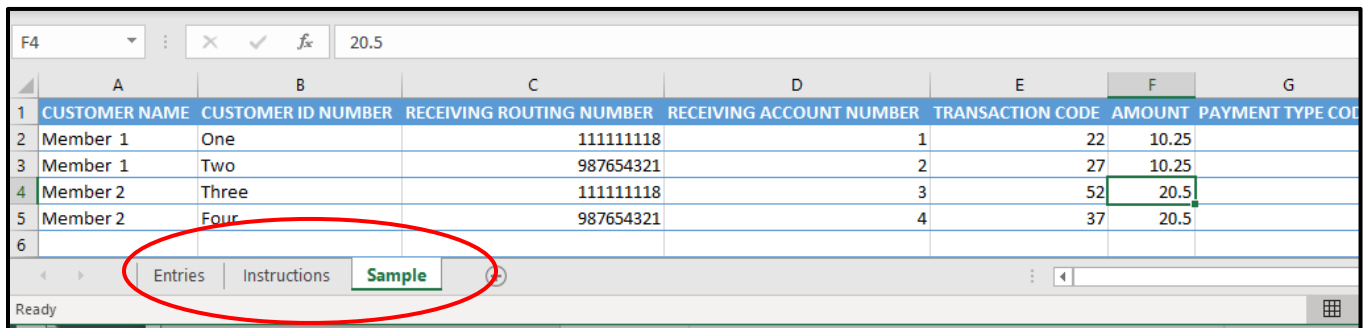 F4 fx 20.5
A B C D E F G
1 CUSTOMER NAME CUSTOMER ID NUMBER RECEIVING ROUTING NUMBER RECEIVING ACCOUNT NUMBER TRANSACTION CODE AMOUNT PAYMENT TYPE COD
2 Member 1 One 111111118 1 22 10.25
3 Member 1 Two 987654321 2 27 10.25
4 Member 2 Three 111111118 3 52 20.5
5 Member 2 Four 987654321 4 37 20.5
6
Entries Instructions Sample
Ready